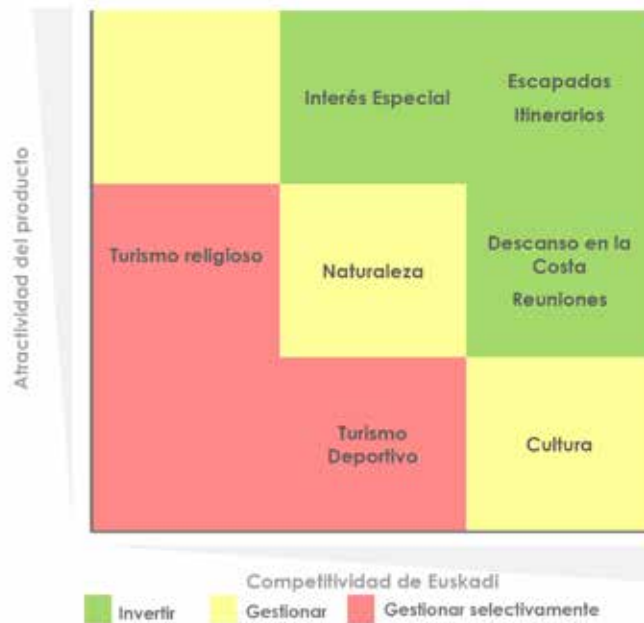 Atractividad del producto
Interés Especial
Escapadas
Itinerarios
Turismo religioso
Naturaleza
Descanso en la
Costa
Reuniones
Turismo
Deportivo
Cultura
Competitividad de Euskadi
Invertir
Gestionar
Gestionar selectivamente